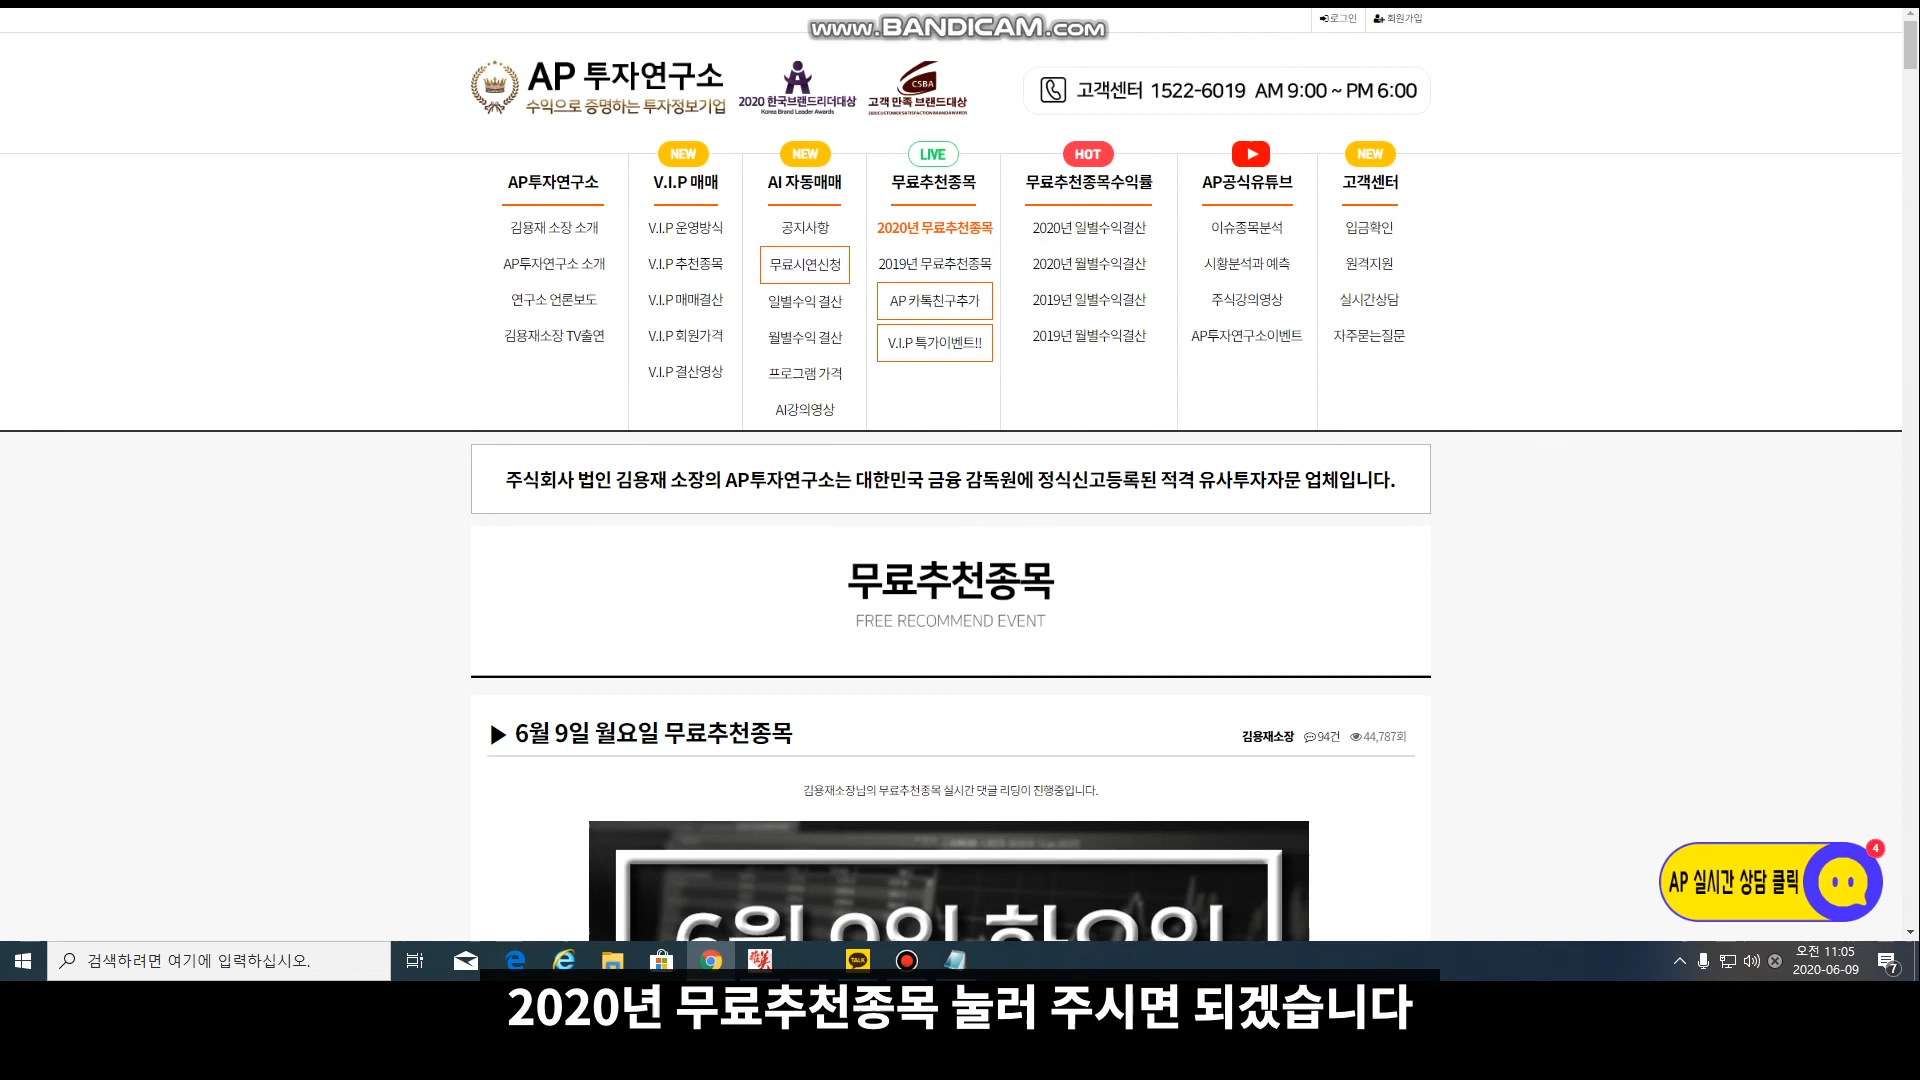 www.BANDICAM.com
로그인 회원가입
AP 투자연구소
수익으로 증명하는 투자정보기업
2020 한국브랜드리더대상
Korea Brand Leader Awards
CSBA
고객 만족 브랜드대상
2020 CUSTOMER SATISFACTION BRAND AWARDS
고객센터 1522-6019 AM 9:00 ~ PM 6:00
NEW NEW LIVE HOT NEW
AP투자연구소 V.I.P 매매 AI 자동매매 무료추천종목 무료추천종목수익률 AP공식유튜브 고객센터
김용재 소장 소개 V.I.P 운영방식 공지사항 2020년 무료추천종목 2020년 일별수익결산 이슈종목분석 입금확인
AP투자연구소 소개 V.I.P 추천종목 무료시연신청 2019년 무료추천종목 2020년 월별수익결산 시황분석과 예측 원격지원
연구소 언론보도 V.I.P 매매결산 일별수익 결산 AP 카톡친구추가 2019년 일별수익결산 주식강의영상 실시간상담
김용재소장 TV출연 V.I.P 회원가격 월별수익 결산 V.I.P 특가이벤트!! 2019년 월별수익결산 AP투자연구소이벤트 자주묻는질문
V.I.P 결산영상 프로그램 가격
AI강의영상
주식회사 법인 김용재 소장의 AP투자연구소는 대한민국 금융 감독원에 정식신고등록된 적격 유사투자자문 업체입니다.
무료추천종목
FREE RECOMMEND EVENT
▶ 6월 9일 월요일 무료추천종목 김용재소장 94건 44,787회
김용재소장님의 무료추천종목 실시간 댓글 리딩이 진행중입니다.
6월 9일 화요일
AP 실시간 상담 클릭 4
검색하려면 여기에 입력하십시오.
TALK
오전 11:05
2020-06-09
7
2020년 무료추천종목 눌러 주시면 되겠습니다